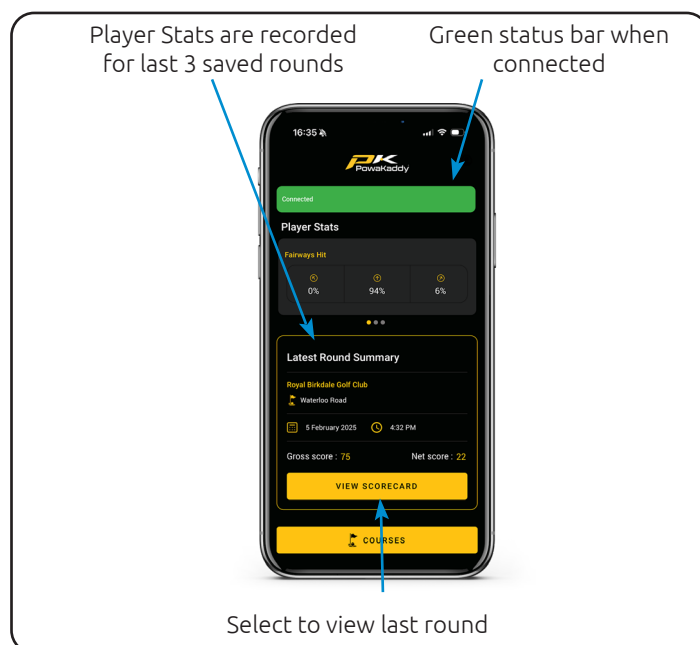 Player Stats are recorded
for last 3 saved rounds
Green status bar when
connected
16:35
PK
PowaKaddy
Connected
Player Stats
Fairways Hit
0%
94%
6%
Latest Round Summary
Royal Birkdale Golf Club
Waterloo Road
5 February 2025
4:32 PM
Gross score : 75
Net score : 22
VIEW SCORECARD
COURSES
Select to view last round